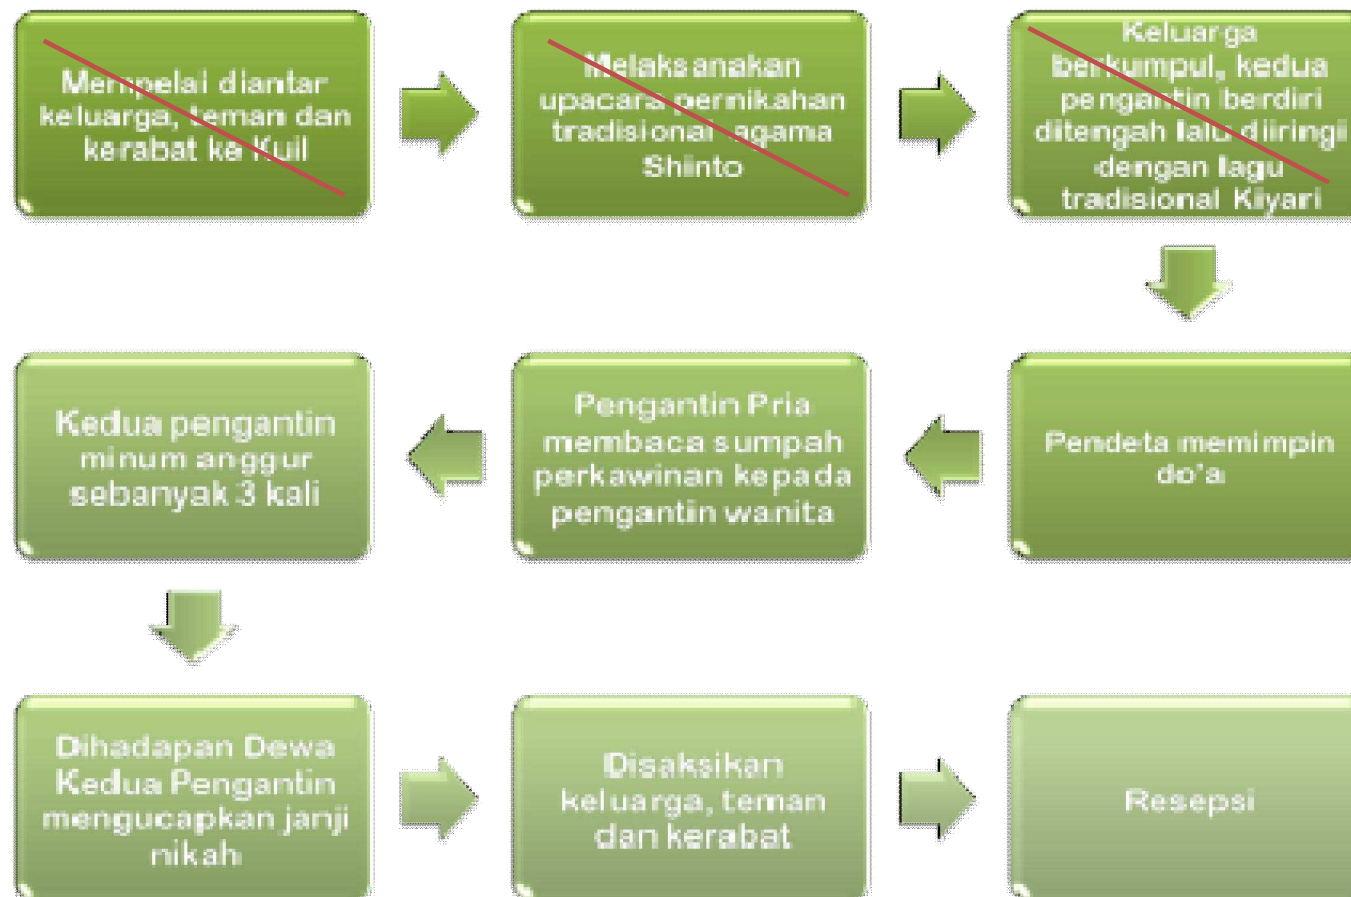 Mempelai diantar
keluarga, teman dan
kerabat ke Kuil
Melaksanakan
upacara pernikahan
tradisional agama
Shinto
Keluarga
berkumpul, kedua
pengantin berdiri
ditengah lalu diiringi
dengan lagu
tradisional Kiyari
Pendeta memimpin
do'a
Pengantin Pria
membaca sumpah
perkawinan kepada
pengantin wanita
Kedua pengantin
minum anggur
sebanyak 3 kali
Dihadapan Dewa
Kedua Pengantin
mengucapkan janji
nikah
Disaksikan
keluarga, teman
dan kerabat
Resepsi